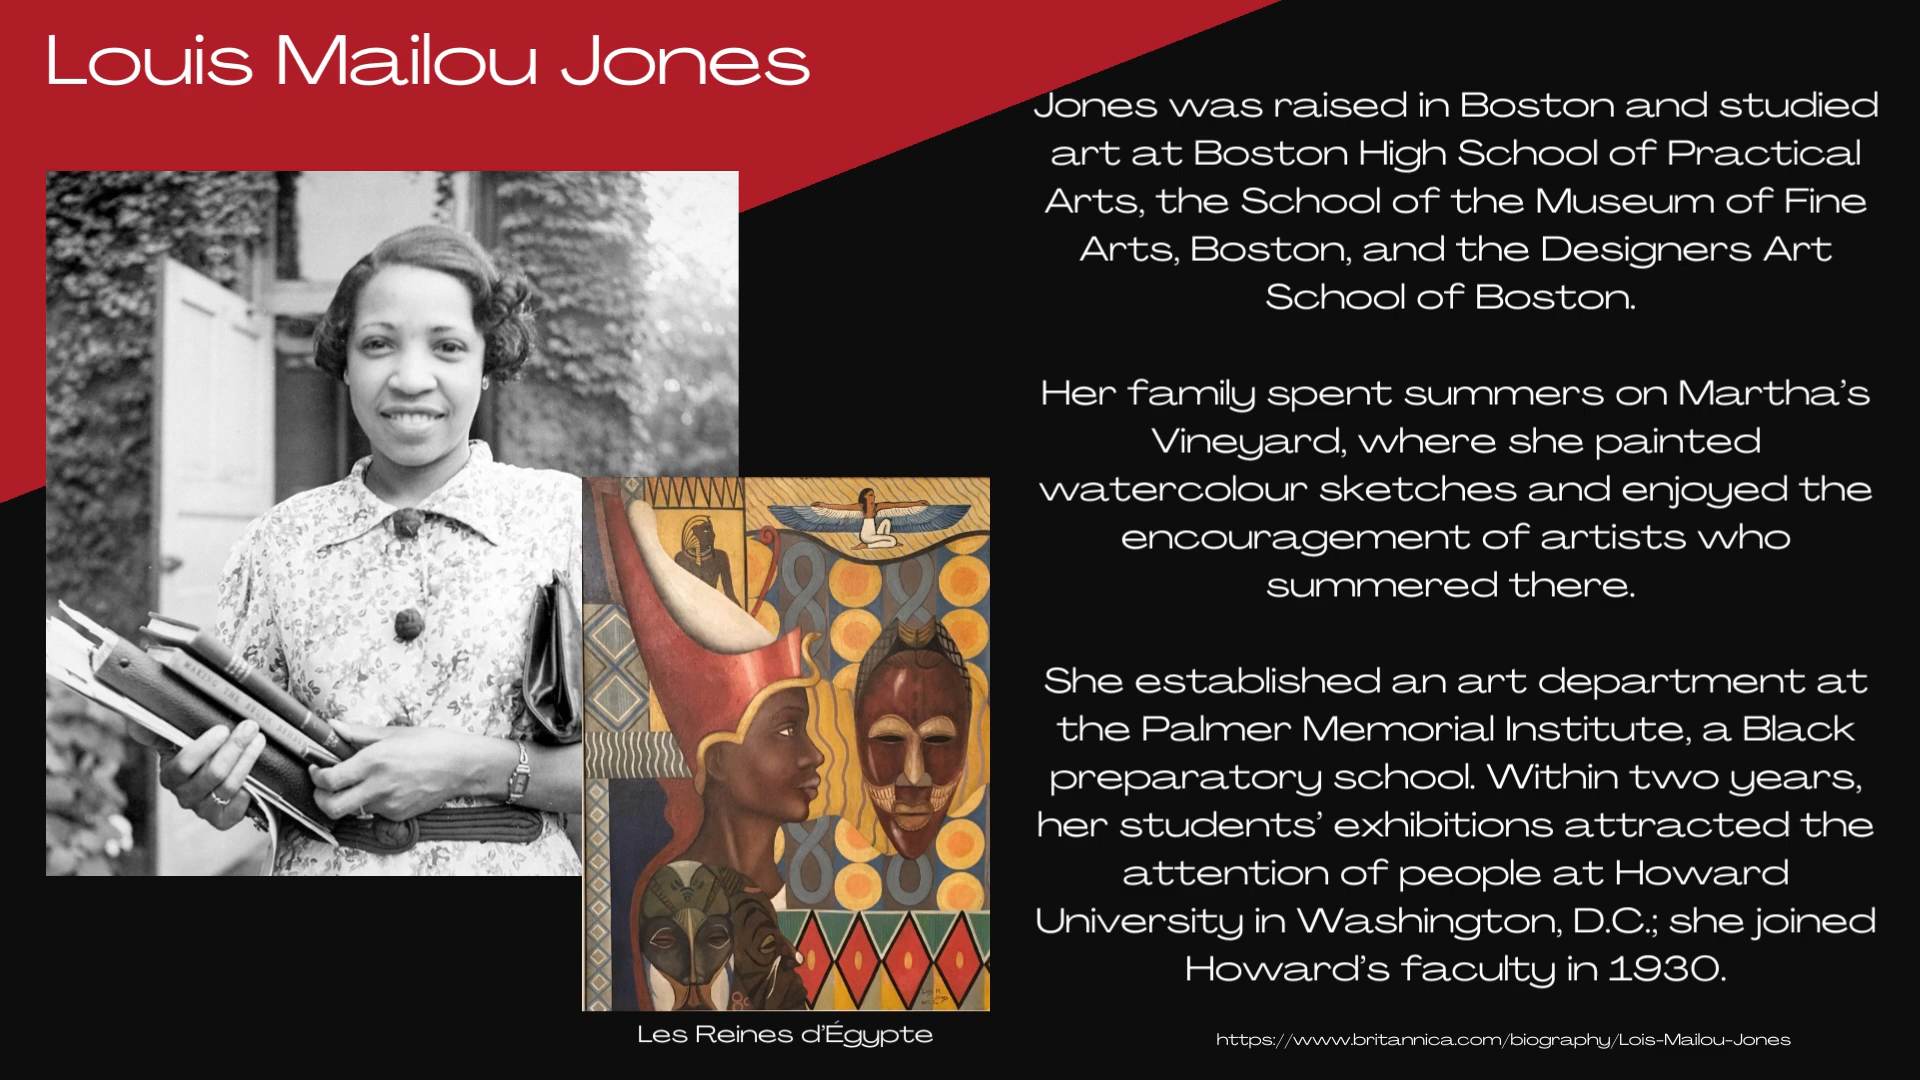 Louis Mailou Jones
Jones was raised in Boston and studied
art at Boston High School of Practical
Arts, the School of the Museum of Fine
Arts, Boston, and the Designers Art
School of Boston.
Her family spent summers on Martha’s
Vineyard, where she painted
watercolour sketches and enjoyed the
encouragement of artists who
summered there.
She established an art department at
the Palmer Memorial Institute, a Black
preparatory school. Within two years,
her students’ exhibitions attracted the
attention of people at Howard
University in Washington, D.C.; she joined
Howard’s faculty in 1930.
Les Reines d’Égypte
https://www.britannica.com/biography/Lois-Mailou-Jones